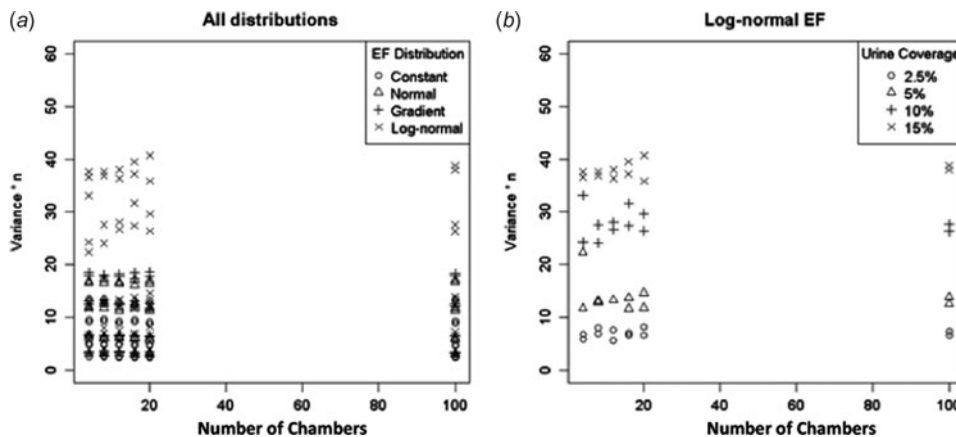 (a)
All distributions
EF Distribution
Constant
Normal
Gradient
Log-normal
Variance * n
0
10
20
30
40
50
60
20
40
60
80
100
Number of Chambers
(b)
Log-normal EF
Urine Coverage
2.5%
5%
10%
15%
Variance * n
0
10
20
30
40
50
60
20
40
60
80
100
Number of Chambers